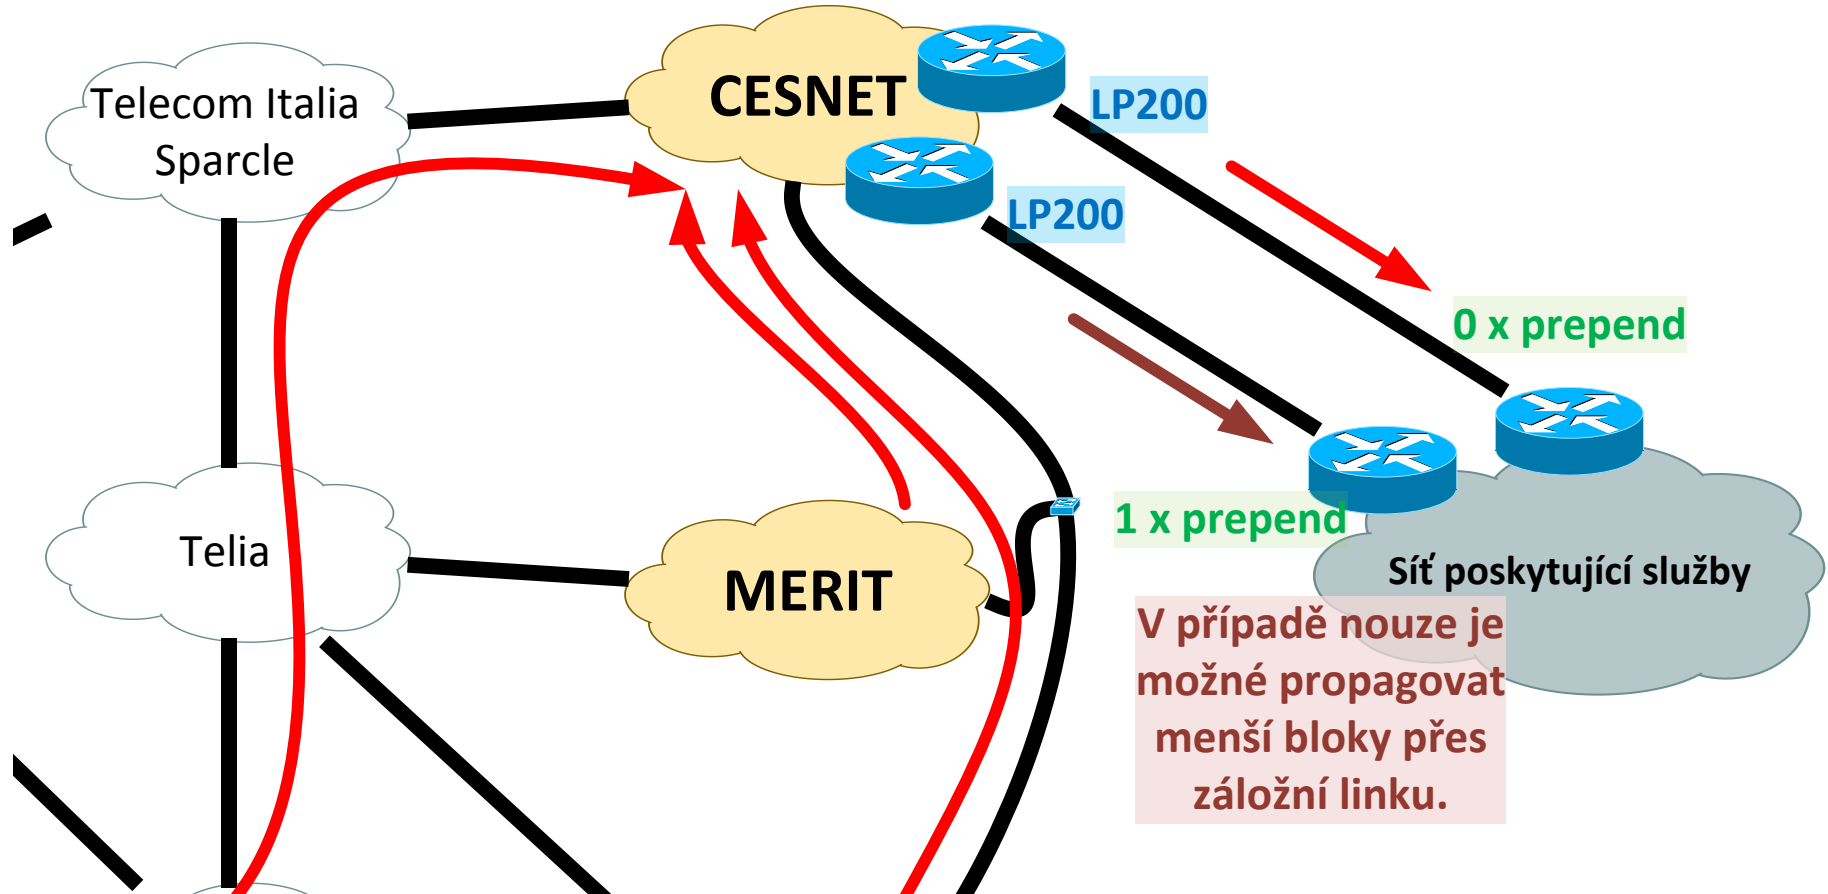 Telecom Italia
Sparcle
CESNET
LP200
LP200
0 x prepend
1 x prepend
Telia
MERIT
Síť poskytující služby
V případě nouze je
možné propagovat
menší bloky přes
záložní linku.